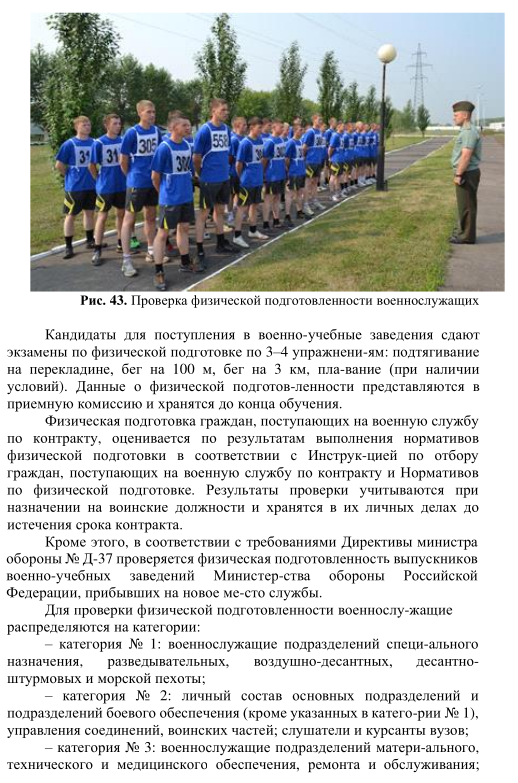 31
31
305
304
558
Рис. 43. Проверка физической подготовленности военнослужащих
Кандидаты для поступления в военно-учебные заведения сдают
экзамены по физической подготовке по 3–4 упражнени-ям: подтягивание
на перекладине, бег на 100 м, бег на 3 км, пла-вание (при наличии
условий). Данные о физической подготов-ленности представляются в
приемную комиссию и хранятся до конца обучения.
Физическая подготовка граждан, поступающих на военную службу
по контракту, оценивается по результатам выполнения нормативов
физической подготовки в соответствии с Инструк-цией по отбору
граждан, поступающих на военную службу по контракту и Нормативов
по физической подготовке. Результаты проверки учитываются при
назначении на воинские должности и хранятся в их личных делах до
истечения срока контракта.
Кроме этого, в соответствии с требованиями Директивы министра
обороны № Д-37 проверяется физическая подготовленность выпускников
военно-учебных заведений Министер-ства обороны Российской
Федерации, прибывших на новое ме-сто службы.
Для проверки физической подготовленности военнослу-жащие
распределяются на категории:
– категория № 1: военнослужащие подразделений специ-ального
назначения, разведывательных, воздушно-десантных, десантно-
штурмовых и морской пехоты;
– категория № 2: личный состав основных подразделений и
подразделений боевого обеспечения (кроме указанных в катего-рии № 1),
управления соединений, воинских частей; слушатели и курсанты вузов;
– категория № 3: военнослужащие подразделений матери-ального,
технического и медицинского обеспечения, ремонта и обслуживания;